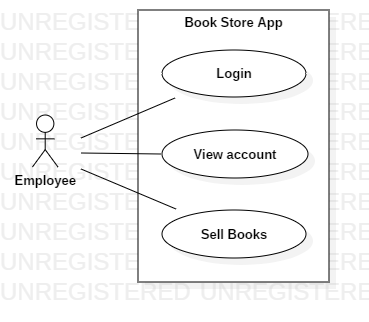 Book Store App
Login
View account
Employee
Sell Books
UNREGISTERED UNREGISTERED